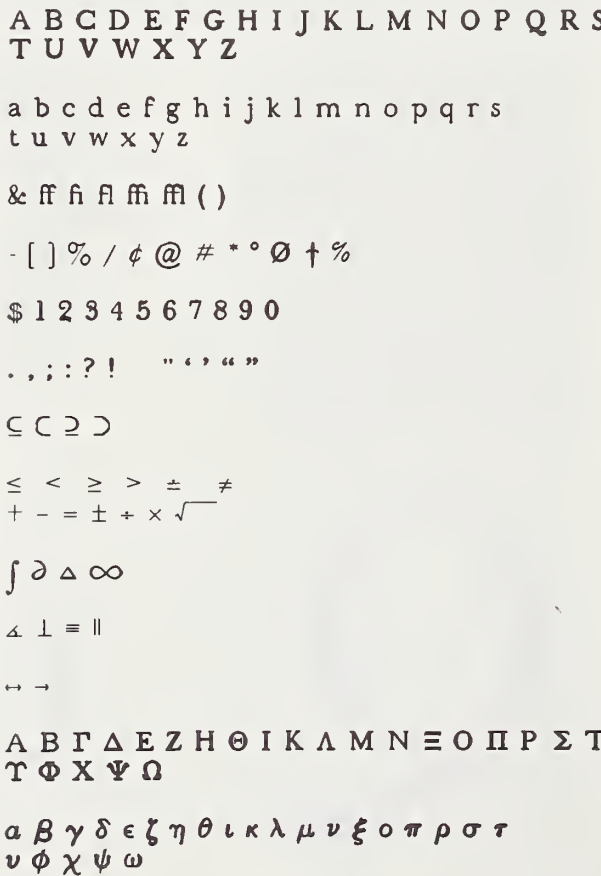 A B C D E F G H I J K L M N O P Q R S
T U V W X Y Z
a b c d e f g h i j k l m n o p q r s
t u v w x y z
& ff fi fl ffi ffl ( )
- [ ] % / ¢ @ # * ° Ø † %
$ 1 2 3 4 5 6 7 8 9 0
. , ; : ? ! " ‘ ’ “ ”
⊆ ⊂ ⊇ ⊃
≤ < ≥ > ≐ ≠
+ - = ± ÷ × √
∫ ∂ △ ∞
∡ ⊥ ≡ ∥
↔ →
Α Β Γ Δ Ε Ζ Η Θ Ι Κ Λ Μ Ν Ξ Ο Π Ρ Σ Τ
Υ Φ Χ Ψ Ω
α β γ δ ε ζ η θ ι κ λ μ ν ξ ο π ρ σ τ
υ φ χ ψ ω